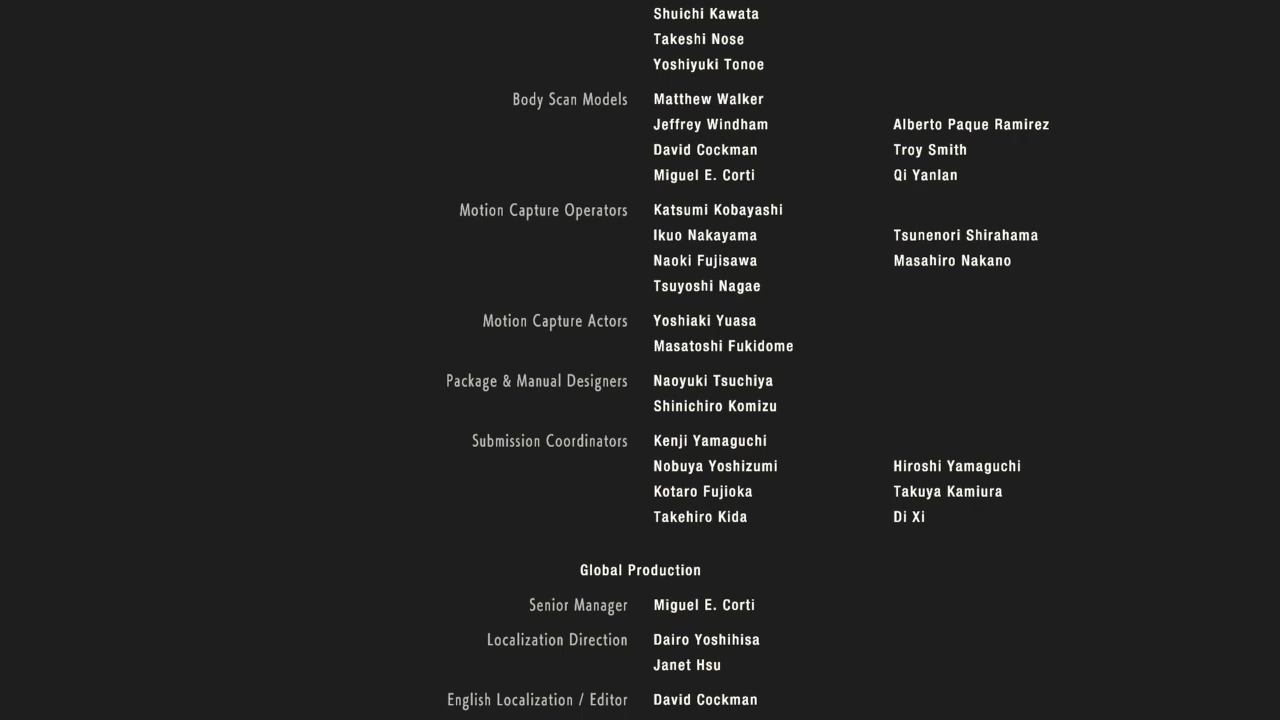 Shuichi Kawata
Takeshi Nose
Yoshiyuki Tonoe
Body Scan Models Matthew Walker
Jeffrey Windham Alberto Paque Ramirez
David Cockman Troy Smith
Miguel E. Corti Qi Yanlan
Motion Capture Operators Katsumi Kobayashi
Ikuo Nakayama Tsunenori Shirahama
Naoki Fujisawa Masahiro Nakano
Tsuyoshi Nagae
Motion Capture Actors Yoshiaki Yuasa
Masatoshi Fukidome
Package & Manual Designers Naoyuki Tsuchiya
Shinichiro Komizu
Submission Coordinators Kenji Yamaguchi
Nobuya Yoshizumi Hiroshi Yamaguchi
Kotaro Fujioka Takuya Kamiura
Takehiro Kida Di Xi
Global Production
Senior Manager Miguel E. Corti
Localization Direction Dairo Yoshihisa
Janet Hsu
English Localization / Editor David Cockman